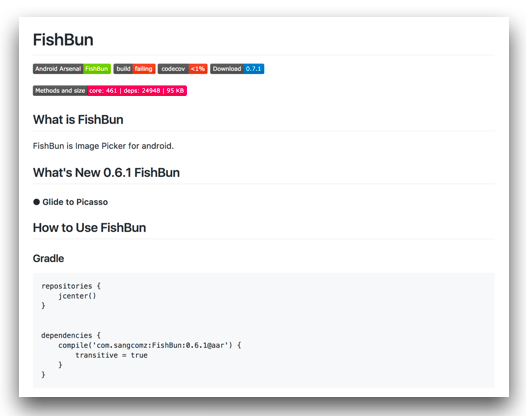 FishBun
Android Arsenal FishBun build failing codecov <1% Download 0.7.1
Methods and size core: 461 | deps: 24948 | 95 KB
What is FishBun
FishBun is Image Picker for android.
What's New 0.6.1 FishBun
● Glide to Picasso
How to Use FishBun
Gradle
repositories {
    jcenter()
}
dependencies {
    compile('com.sangcomz:FishBun:0.6.1@aar') {
        transitive = true
    }
}